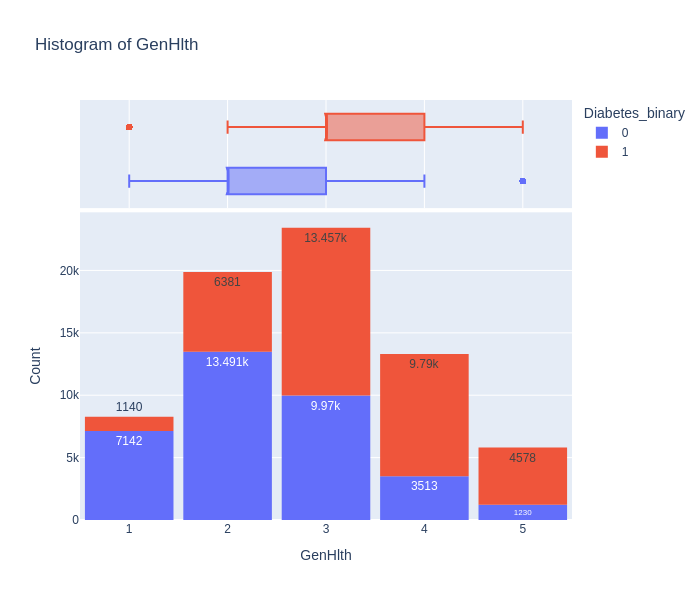 Histogram of GenHlth
Diabetes_binary
0
1
20k
15k
10k
5k
0
Count
1140
7142
6381
13.491k
13.457k
9.97k
9.79k
3513
4578
1230
1
2
3
4
5
GenHlth